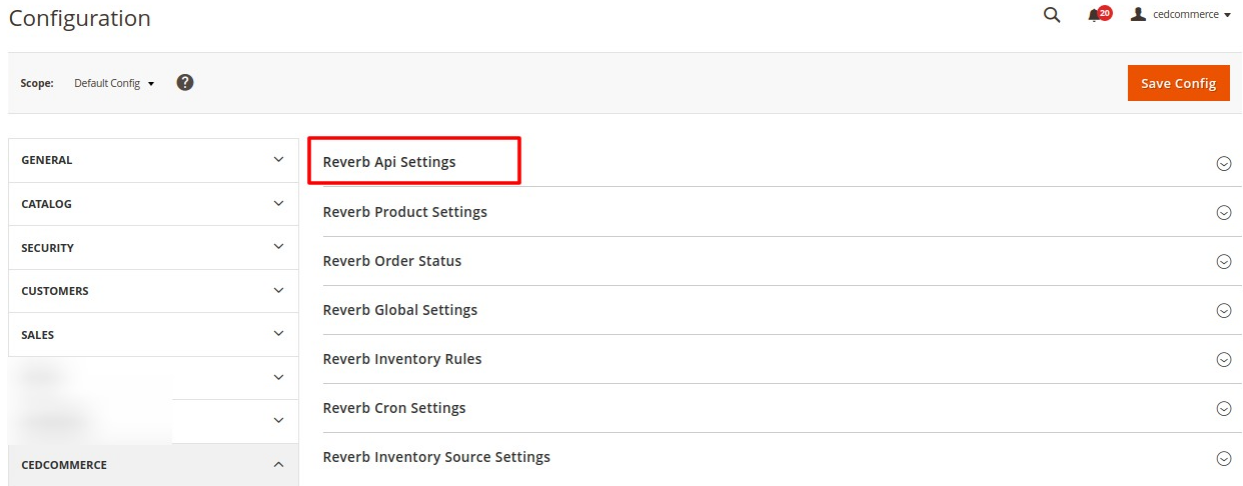 Configuration
20
cedcommerce
Scope: Default Config ?
Save Config
GENERAL
CATALOG
SECURITY
CUSTOMERS
SALES
CEDCOMMERCE
Reverb Api Settings
Reverb Product Settings
Reverb Order Status
Reverb Global Settings
Reverb Inventory Rules
Reverb Cron Settings
Reverb Inventory Source Settings